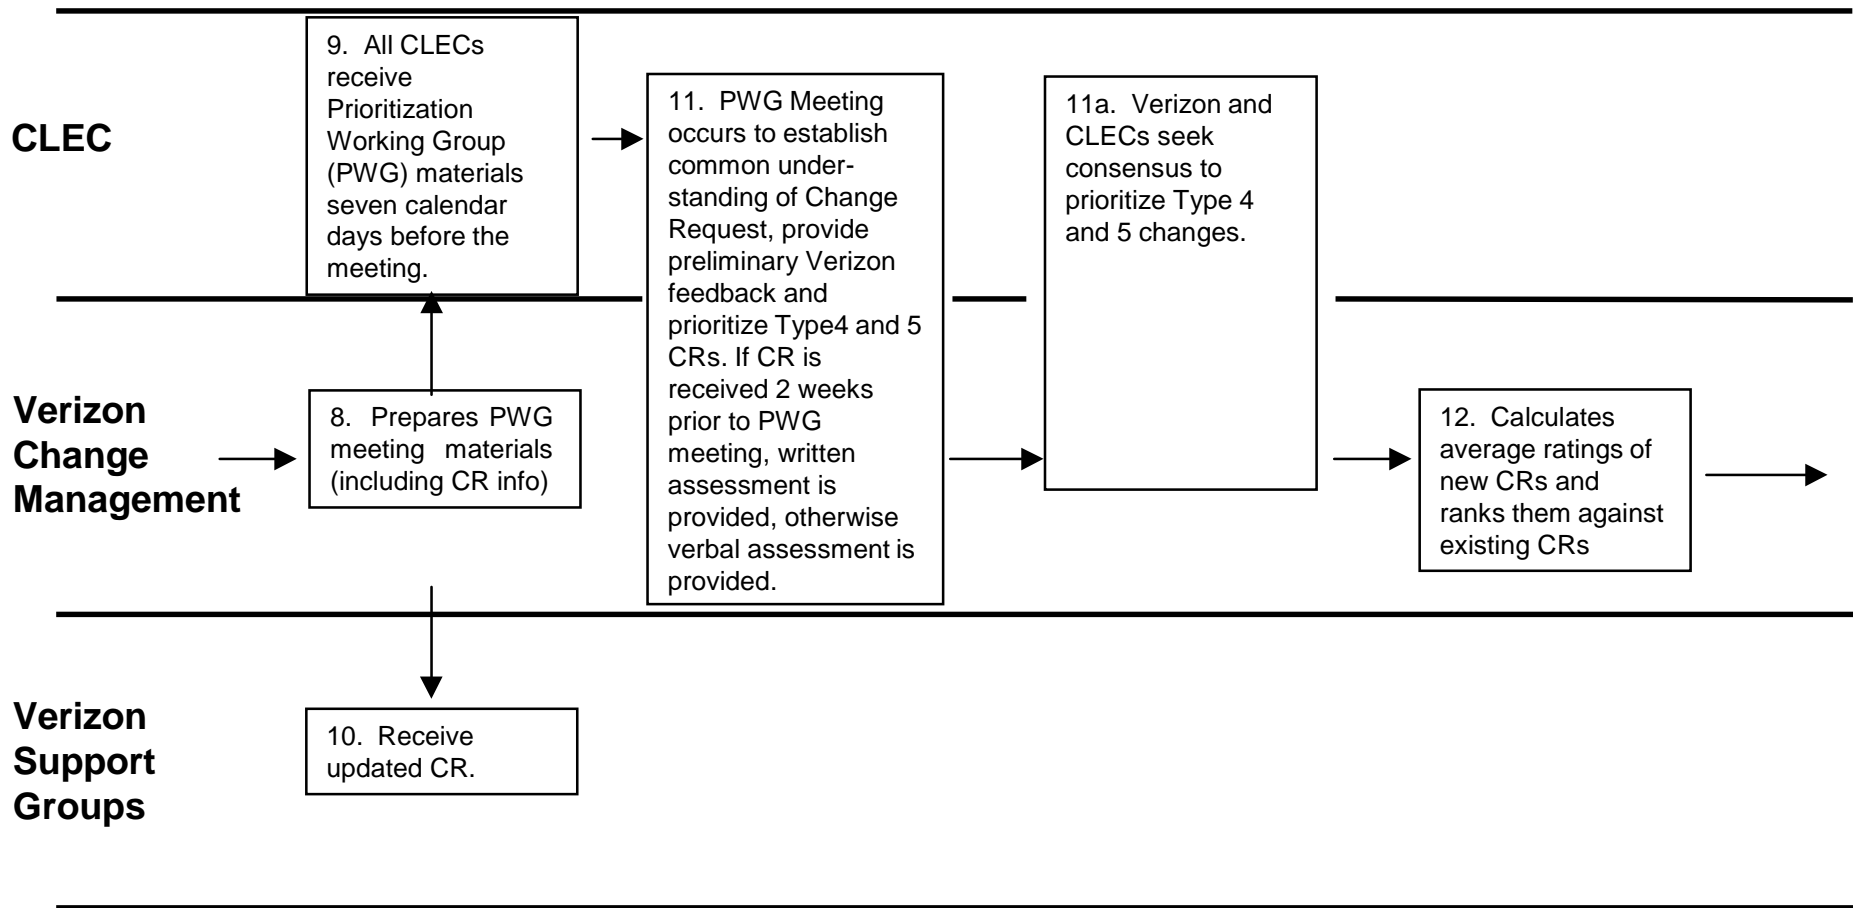 CLEC
9. All CLECs
receive
Prioritization
Working Group
(PWG) materials
seven calendar
days before the
meeting.
11. PWG Meeting
occurs to establish
common under-
standing of Change
Request, provide
preliminary Verizon
feedback and
prioritize Type4 and 5
CRs. If CR is
received 2 weeks
prior to PWG
meeting, written
assessment is
provided, otherwise
verbal assessment is
provided.
11a. Verizon and
CLECs seek
consensus to
prioritize Type 4
and 5 changes.
Verizon
Change
Management
8. Prepares PWG
meeting materials
(including CR info)
12. Calculates
average ratings of
new CRs and
ranks them against
existing CRs
Verizon
Support
Groups
10. Receive
updated CR.